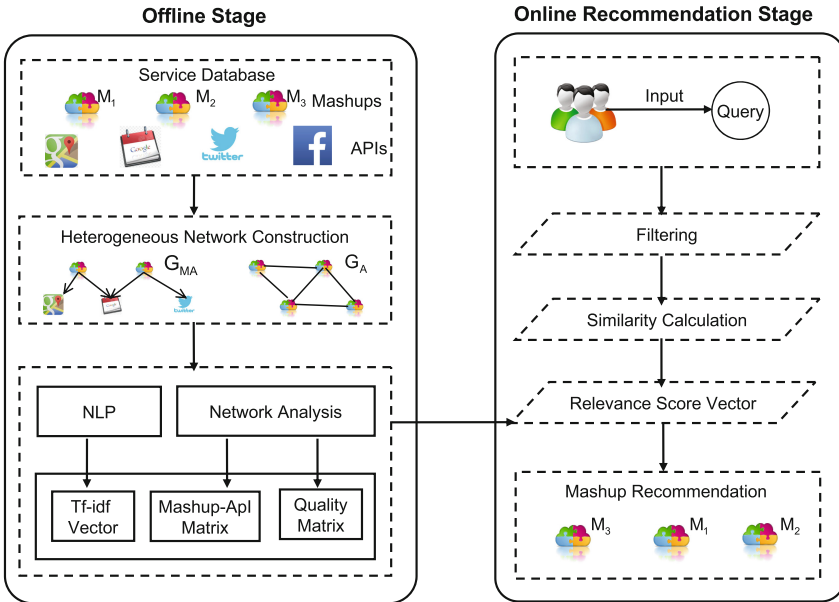 Offline Stage
Service Database
M1 M2 M3 Mashups
Google twitter f APIs
Heterogeneous Network Construction
GMA GA
twitter
NLP Network Analysis
Tf-idf Vector
Mashup-ApI Matrix
Quality Matrix
Online Recommendation Stage
Input Query
Filtering
Similarity Calculation
Relevance Score Vector
Mashup Recommendation
M3 M1 M2